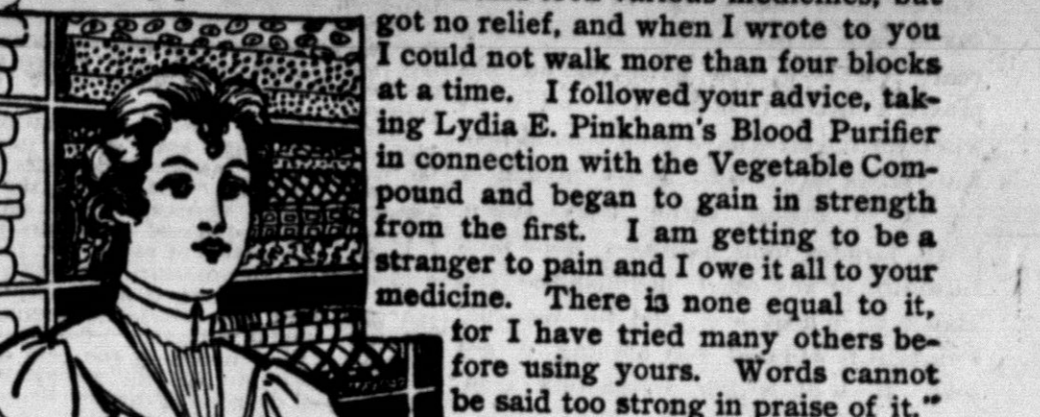 got no relief, and when I wrote to you
I could not walk more than four blocks
at a time. I followed your advice, tak-
ing Lydia E. Pinkham's Blood Purifier
in connection with the Vegetable Com-
pound and began to gain in strength
from the first. I am getting to be a
stranger to pain and I owe it all to your
medicine. There is none equal to it,
for I have tried many others be-
fore using yours. Words cannot
be said too strong in praise of it."